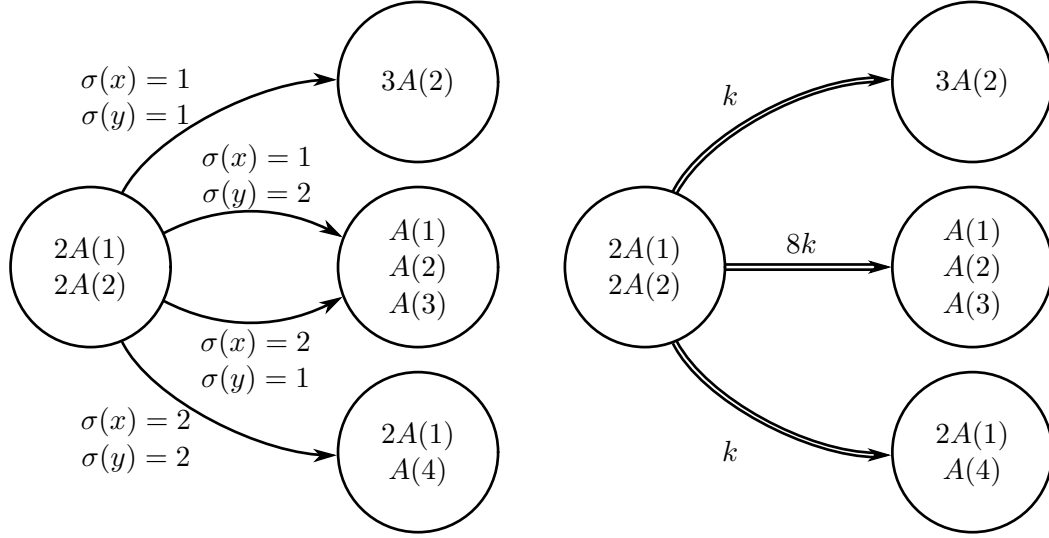 σ(x) = 1
σ(y) = 1
3A(2)
σ(x) = 1
σ(y) = 2
2A(1)
2A(2)
A(1)
A(2)
A(3)
σ(x) = 2
σ(y) = 1
σ(x) = 2
σ(y) = 2
2A(1)
A(4)
k
3A(2)
2A(1)
2A(2)
8k
A(1)
A(2)
A(3)
k
2A(1)
A(4)